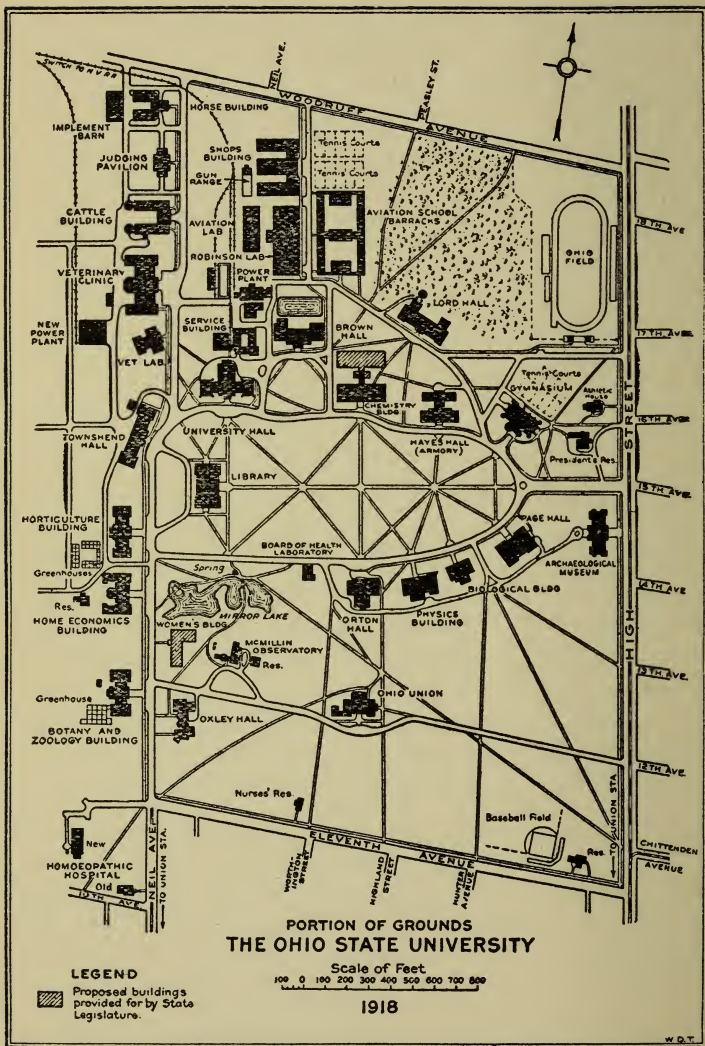 SWITCH TO H.V.R.R.
NEIL AVE.
PEASLEY ST.
WOODRUFF AVENUE
HORSE BUILDING
IMPLEMENT
BARN
SHOPS
BUILDING
Tennis Courts
JUDGING
PAVILION
GUN
RANGE
Tennis Courts
CATTLE
BUILDING
AVIATION
LAB
AVIATION SCHOOL
BARRACKS
18TH AVE
ROBINSON LAB
OHIO
FIELD
VETERINARY
CLINIC
POWER
PLANT
LORD HALL
NEW
POWER
PLANT
SERVICE
BUILDING
BROWN
HALL
17TH AVE.
VET LAB.
Tennis Courts
GYMNASIUM
Athletic
House
CHEMISTRY
BLDG
16TH AVE
TOWNSHEND
HALL
UNIVERSITY HALL
HAYES HALL
(ARMORY)
President's Res.
STREET
LIBRARY
15TH AVE.
HORTICULTURE
BUILDING
PAGE HALL
BOARD OF HEALTH
LABORATORY
ARCHAEOLOGICAL
MUSEUM
Greenhouses
Spring
14TH AVE
Res.
BIOLOGICAL BLDG
HOME ECONOMICS
BUILDING
MIRROR LAKE
WOMEN'S BLDG
ORTON
HALL
PHYSICS
BUILDING
HIGH
MCMILLIN
OBSERVATORY
Res.
13TH AVE.
Greenhouse
OHIO UNION
OXLEY HALL
BOTANY AND
ZOOLOGY BUILDING
12TH AVE.
Nurses' Res.
Baseball Field
TO UNION STA.
New
ELEVENTH AVENUE
Res.
CHITTENDEN
AVENUE
HOMOEOPATHIC
HOSPITAL
NEIL AVE.
TO UNION STA.
WORTH-
INGTON
STREET
HIGHLAND
STREET
HUNTER
AVENUE
Old
10TH AVE
PORTION OF GROUNDS
THE OHIO STATE UNIVERSITY
LEGEND
Proposed buildings
provided for by State
Legislature.
Scale of Feet
100 0 100 200 300 400 500 600 700 800
1918
W.D.T.